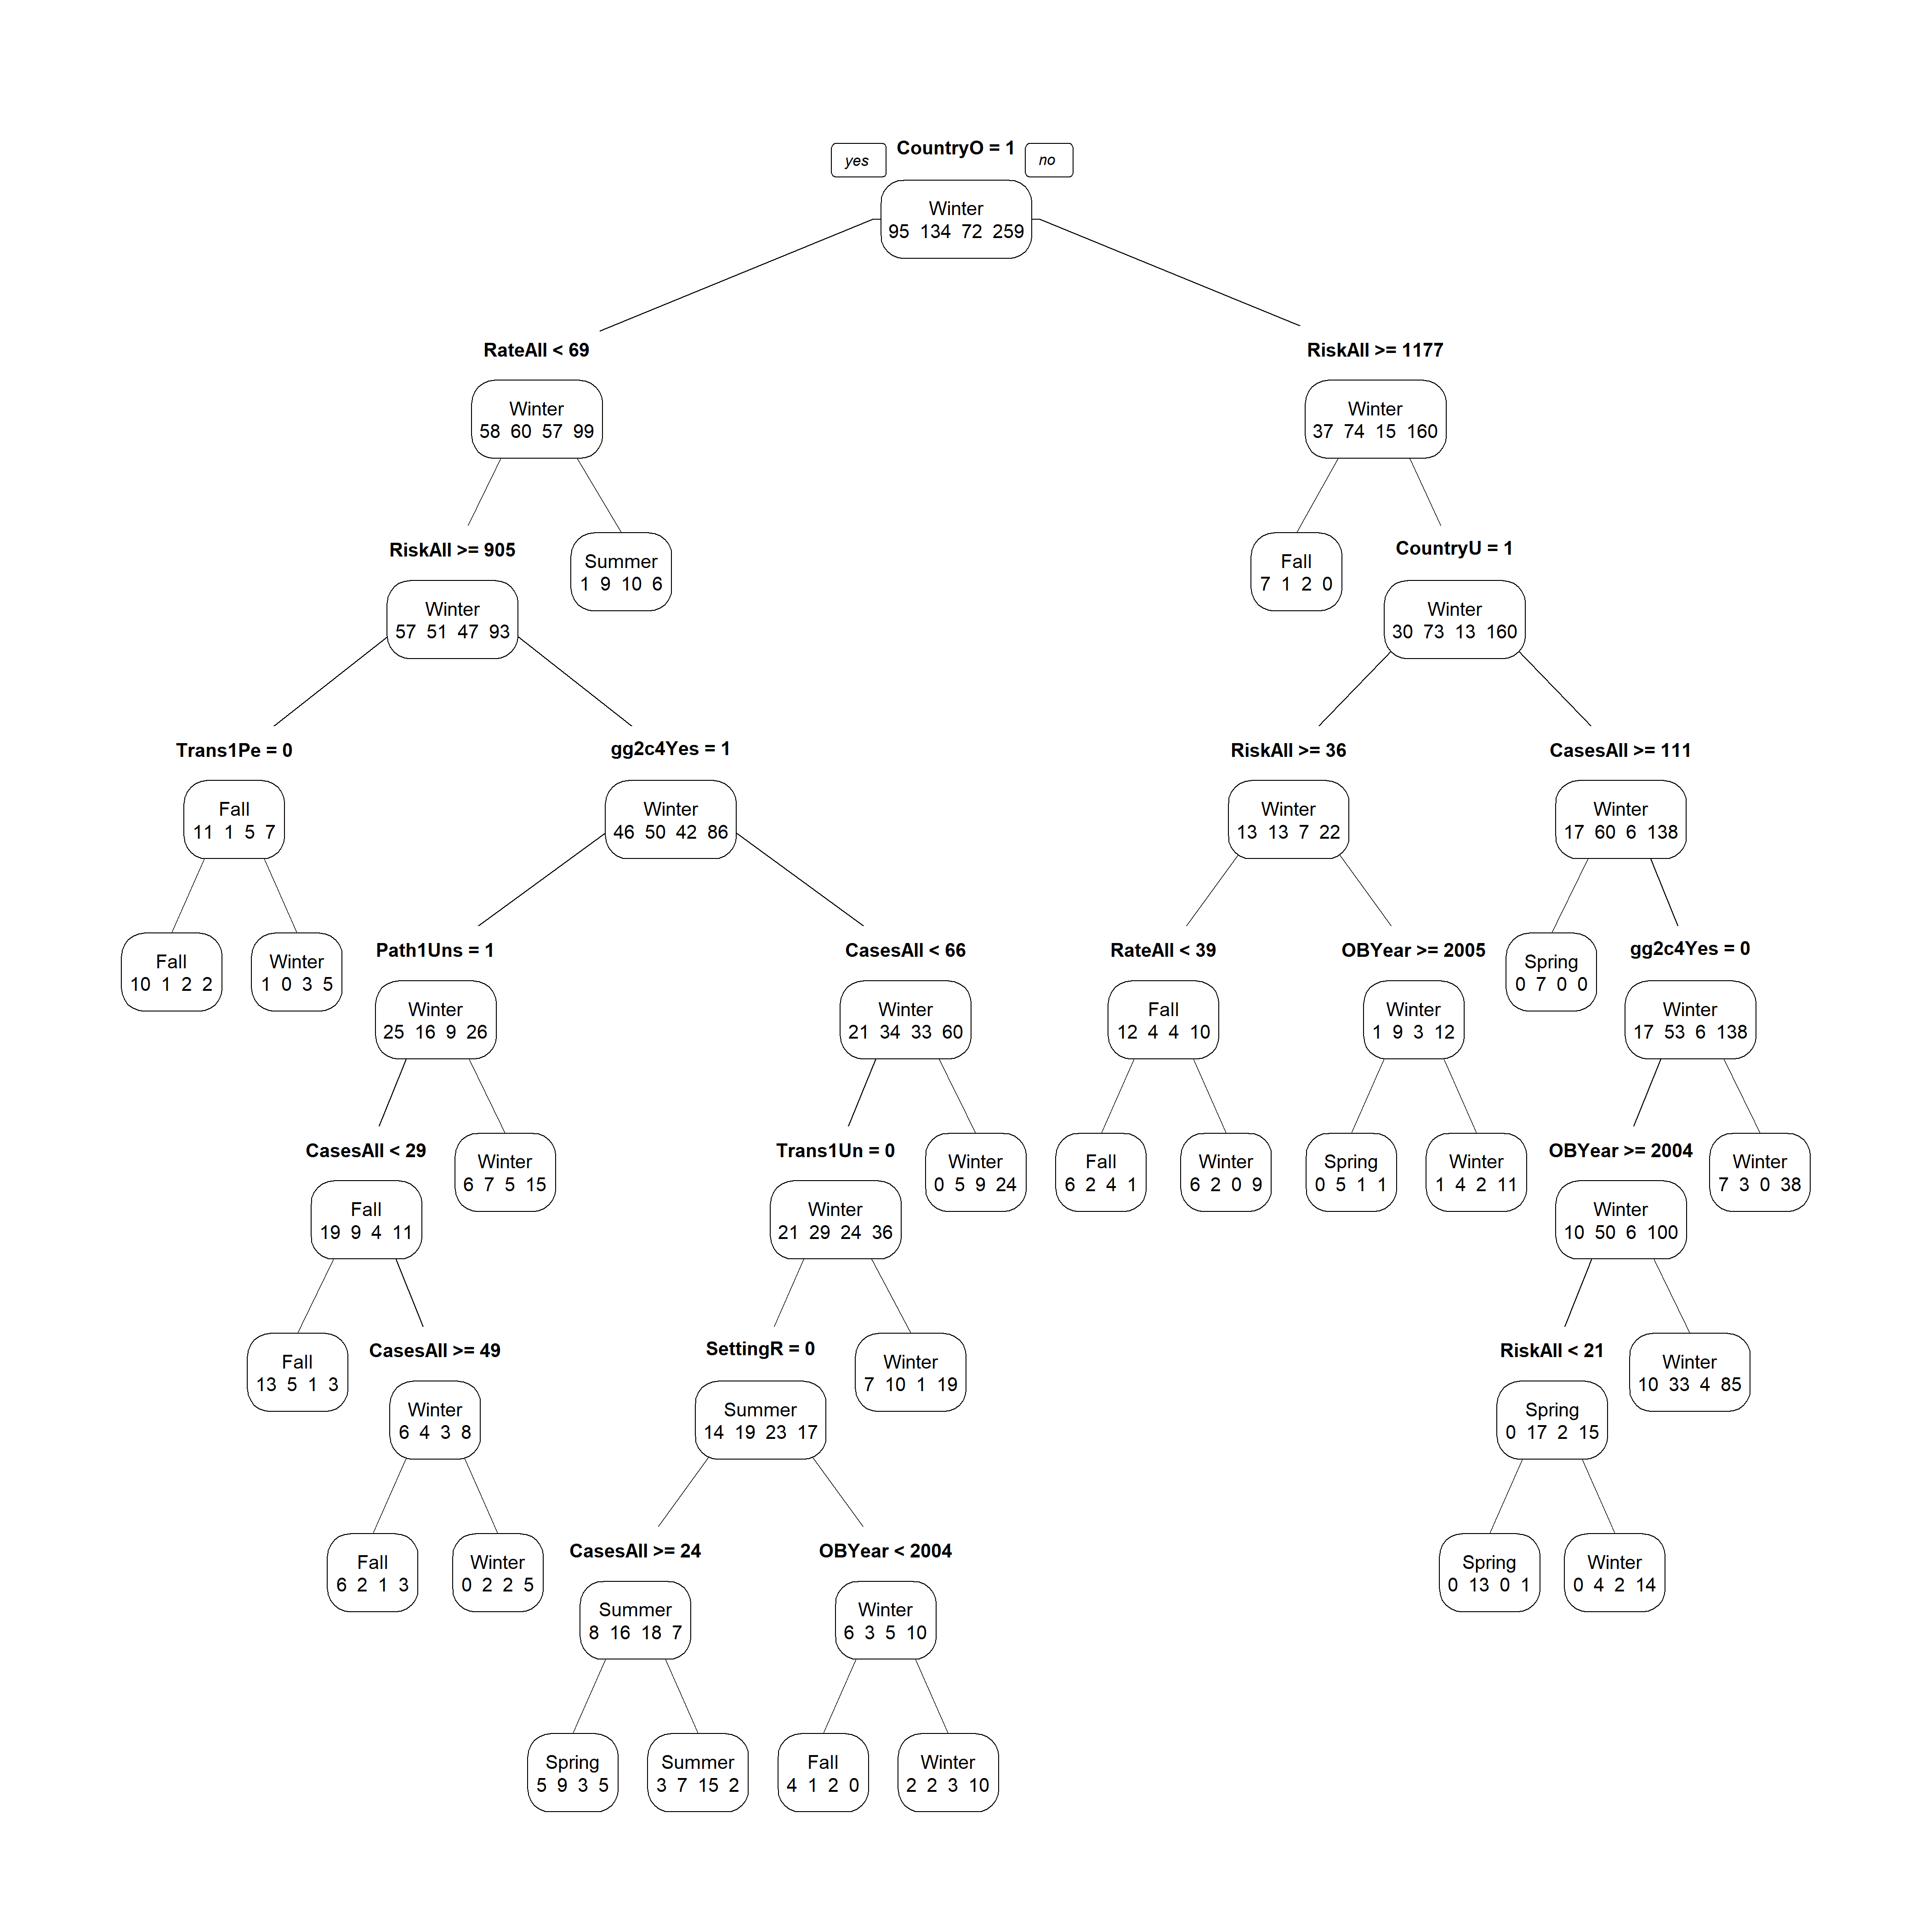 CountryO = 1
yes no
Winter
95 134 72 259
RateAll < 69
RiskAll >= 1177
Winter
58 60 57 99
Winter
37 74 15 160
RiskAll >= 905
Summer
1 9 10 6
Fall
7 1 2 0
CountryU = 1
Winter
57 51 47 93
Winter
30 73 13 160
Trans1Pe = 0
gg2c4Yes = 1
RiskAll >= 36
CasesAll >= 111
Fall
11 1 5 7
Winter
46 50 42 86
Winter
13 13 7 22
Winter
17 60 6 138
Fall
10 1 2 2
Winter
1 0 3 5
Path1Uns = 1
CasesAll < 66
RateAll < 39
OBYear >= 2005
Spring
0 7 0 0
gg2c4Yes = 0
Winter
25 16 9 26
Winter
21 34 33 60
Fall
12 4 4 10
Winter
1 9 3 12
Winter
17 53 6 138
CasesAll < 29
Winter
6 7 5 15
Trans1Un = 0
Winter
0 5 9 24
Fall
6 2 4 1
Winter
6 2 0 9
Spring
0 5 1 1
Winter
1 4 2 11
OBYear >= 2004
Winter
7 3 0 38
Fall
19 9 4 11
Winter
21 29 24 36
Winter
10 50 6 100
Fall
13 5 1 3
CasesAll >= 49
SettingR = 0
Winter
7 10 1 19
RiskAll < 21
Winter
10 33 4 85
Winter
6 4 3 8
Summer
14 19 23 17
Spring
0 17 2 15
Fall
6 2 1 3
Winter
0 2 2 5
CasesAll >= 24
OBYear < 2004
Spring
0 13 0 1
Winter
0 4 2 14
Summer
8 16 18 7
Winter
6 3 5 10
Spring
5 9 3 5
Summer
3 7 15 2
Fall
4 1 2 0
Winter
2 2 3 10